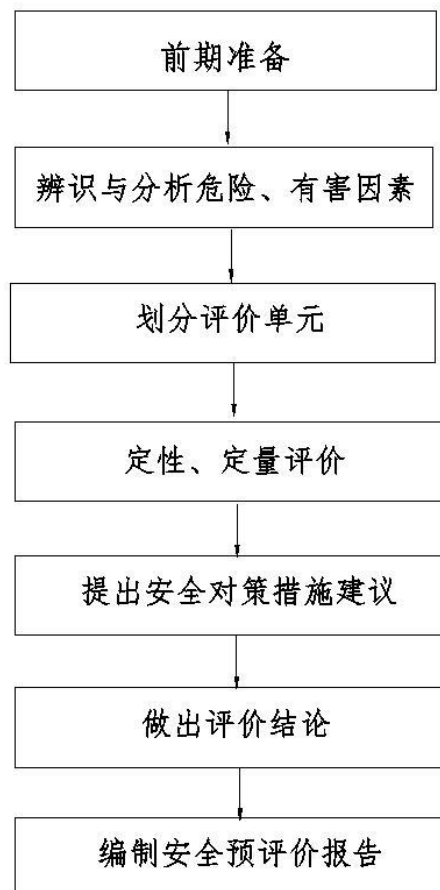 前期准备
辨识与分析危险、有害因素
划分评价单元
定性、定量评价
提出安全对策措施建议
做出评价结论
编制安全预评价报告